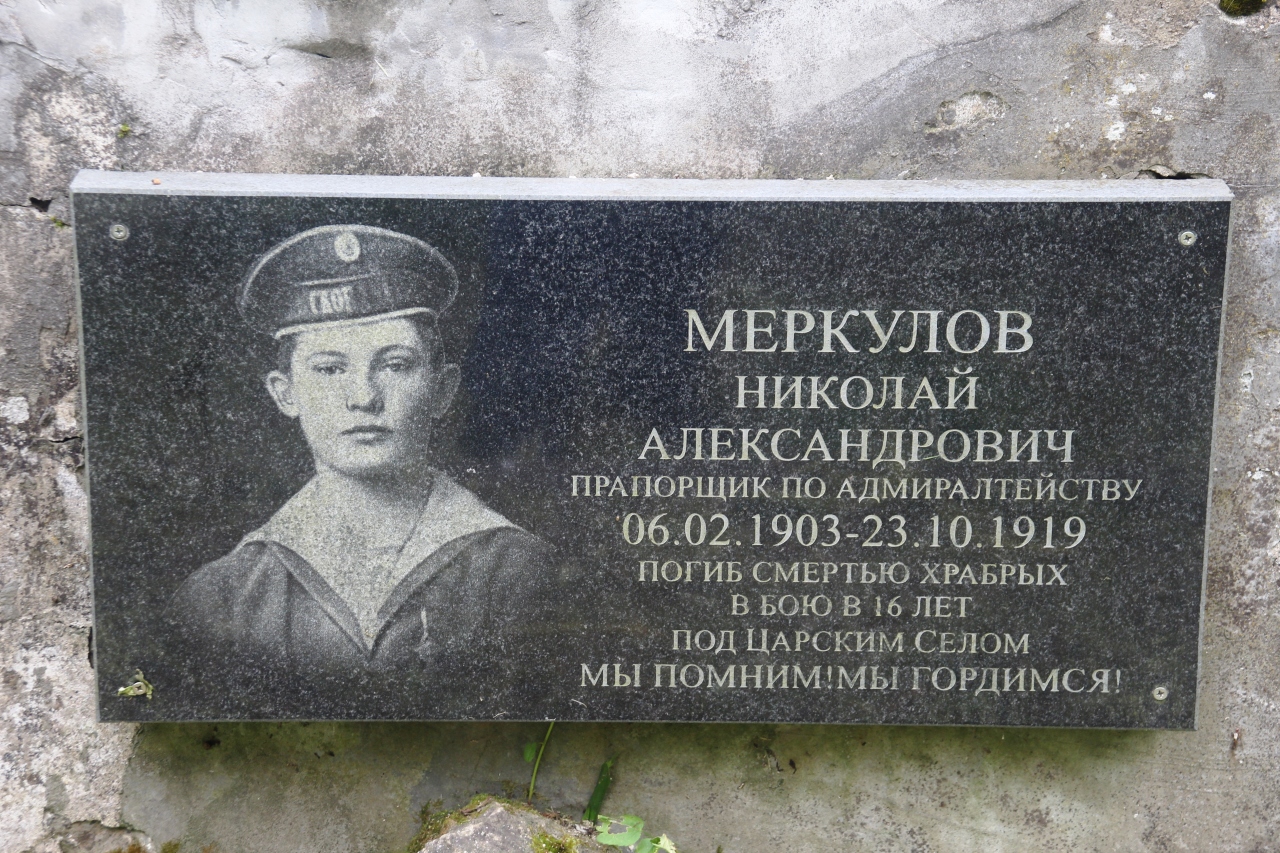 МЕРКУЛОВ
НИКОЛАЙ
АЛЕКСАНДРОВИЧ
ПРАПОРЩИК ПО АДМИРАЛТЕЙСТВУ
06.02.1903-23.10.1919
ПОГИБ СМЕРТЬЮ ХРАБРЫХ
В БОЮ В 16 ЛЕТ
ПОД ЦАРСКИМ СЕЛОМ
МЫ ПОМНИМ!МЫ ГОРДИМСЯ!